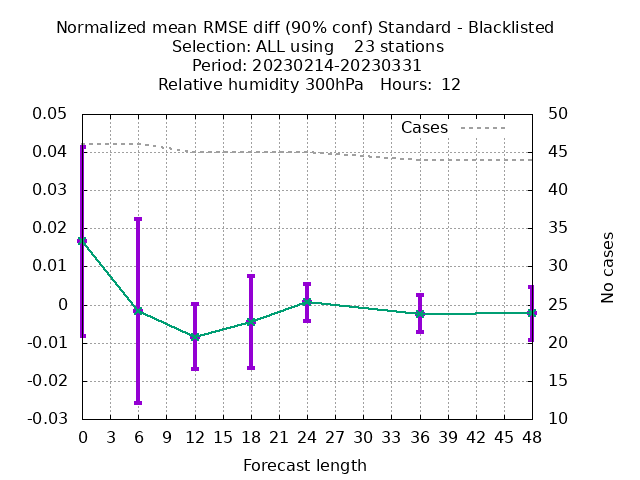 Normalized mean RMSE diff (90% conf) Standard - Blacklisted
Selection: ALL using    23 stations
Period: 20230214-20230331
Relative humidity 300hPa   Hours:  12
Cases
0.05
0.04
0.03
0.02
0.01
0
-0.01
-0.02
-0.03
50
45
40
35
30
25
20
15
10
No cases
0 3 6 9 12 15 18 21 24 27 30 33 36 39 42 45 48
Forecast length